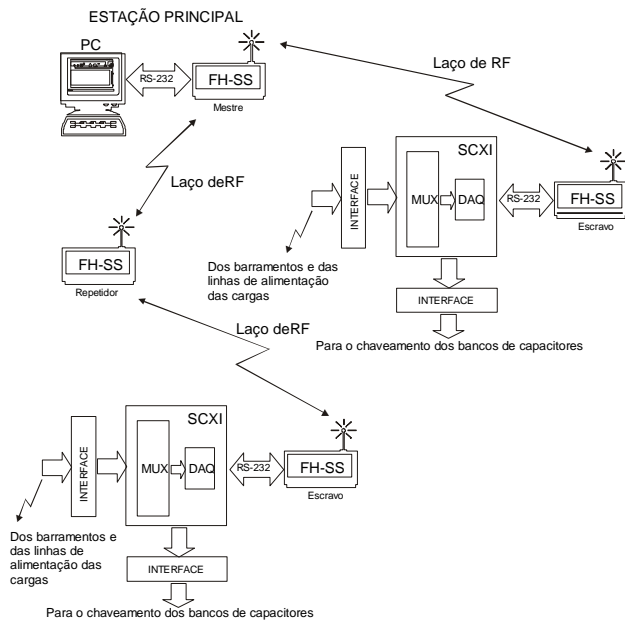 ESTAÇÃO PRINCIPAL
PC
RS-232
FH-SS
Mestre
Laço de RF
Laço deRF
SCXI
INTERFACE
MUX
DAQ
RS-232
FH-SS
Escravo
FH-SS
Repetidor
Dos barramentos e das
linhas de alimentação
das cargas
INTERFACE
Para o chaveamento dos bancos de capacitores
Laço deRF
SCXI
INTERFACE
MUX
DAQ
RS-232
FH-SS
Escravo
Dos barramentos e
das linhas de
alimentação das
cargas
INTERFACE
Para o chaveamento dos bancos de capacitores